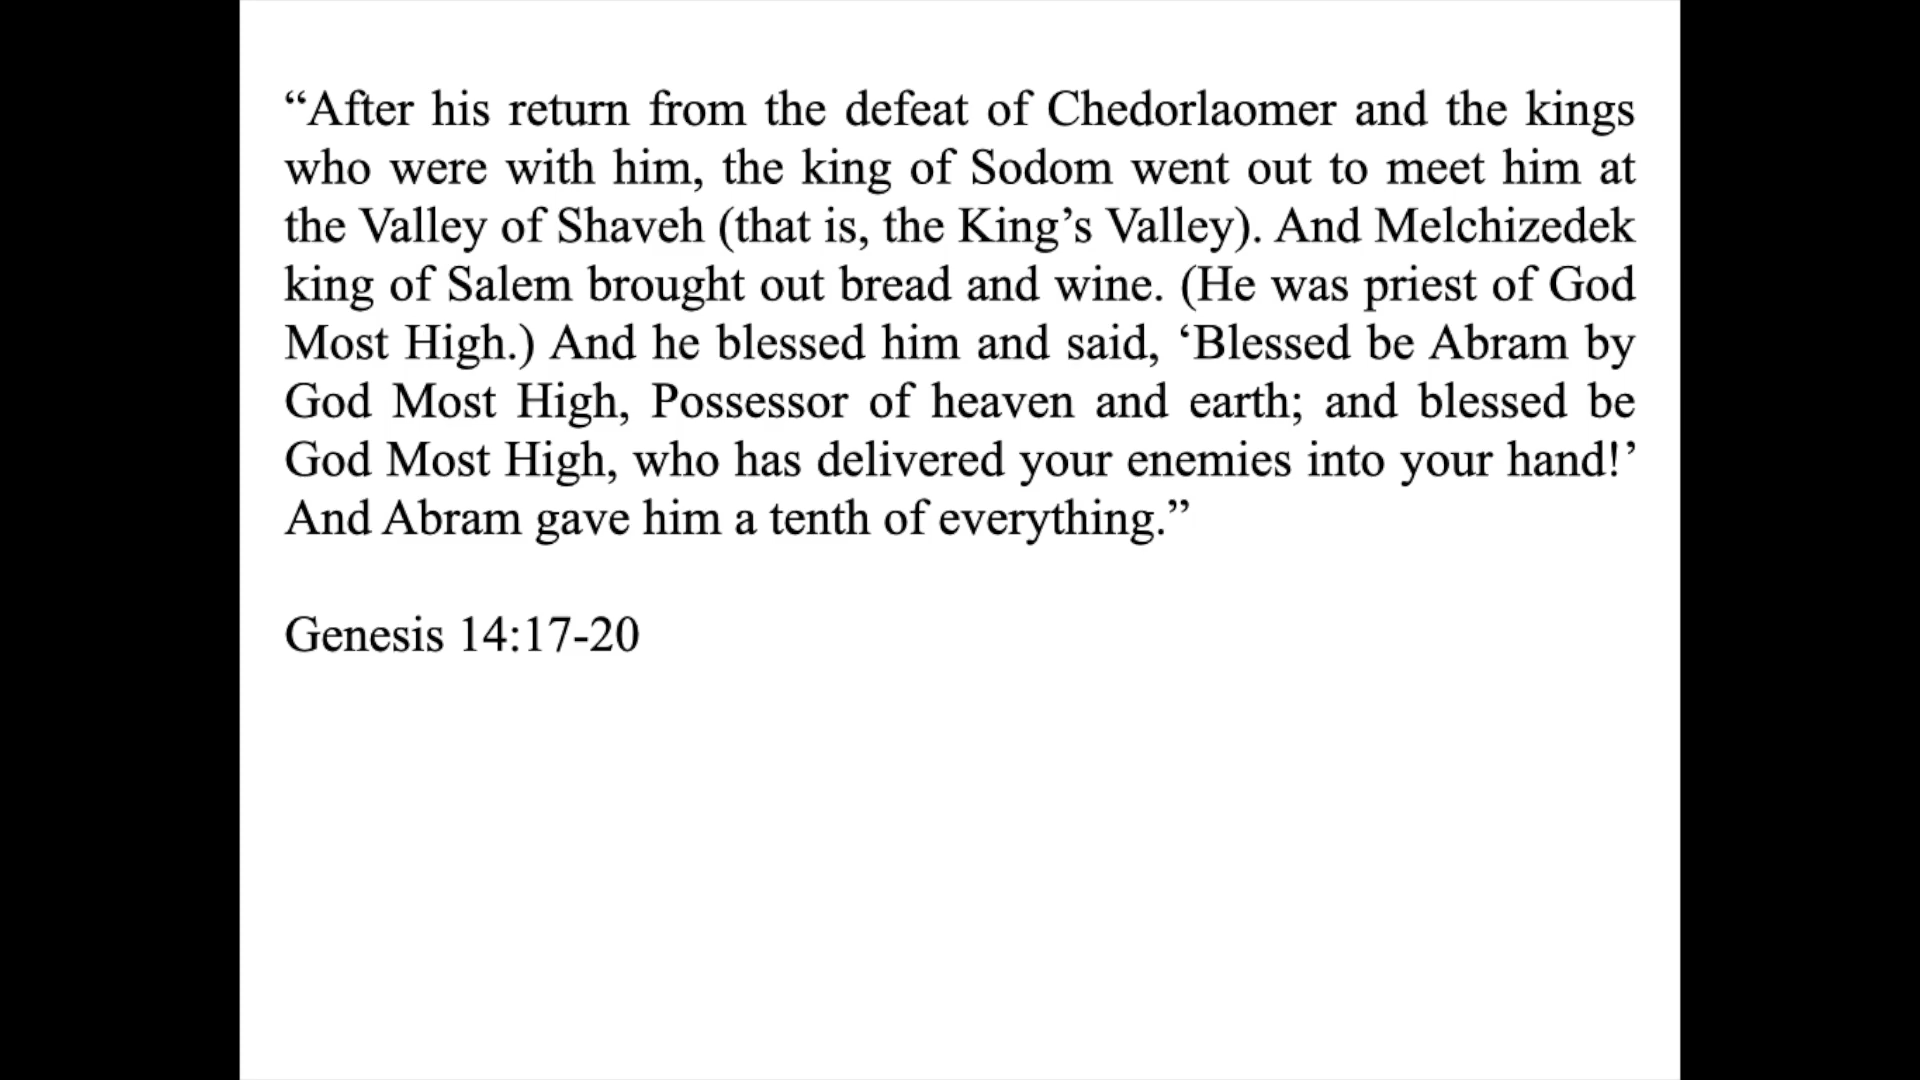 “After his return from the defeat of Chedorlaomer and the kings
who were with him, the king of Sodom went out to meet him at
the Valley of Shaveh (that is, the King’s Valley). And Melchizedek
king of Salem brought out bread and wine. (He was priest of God
Most High.) And he blessed him and said, ‘Blessed be Abram by
God Most High, Possessor of heaven and earth; and blessed be
God Most High, who has delivered your enemies into your hand!’
And Abram gave him a tenth of everything.”
Genesis 14:17-20